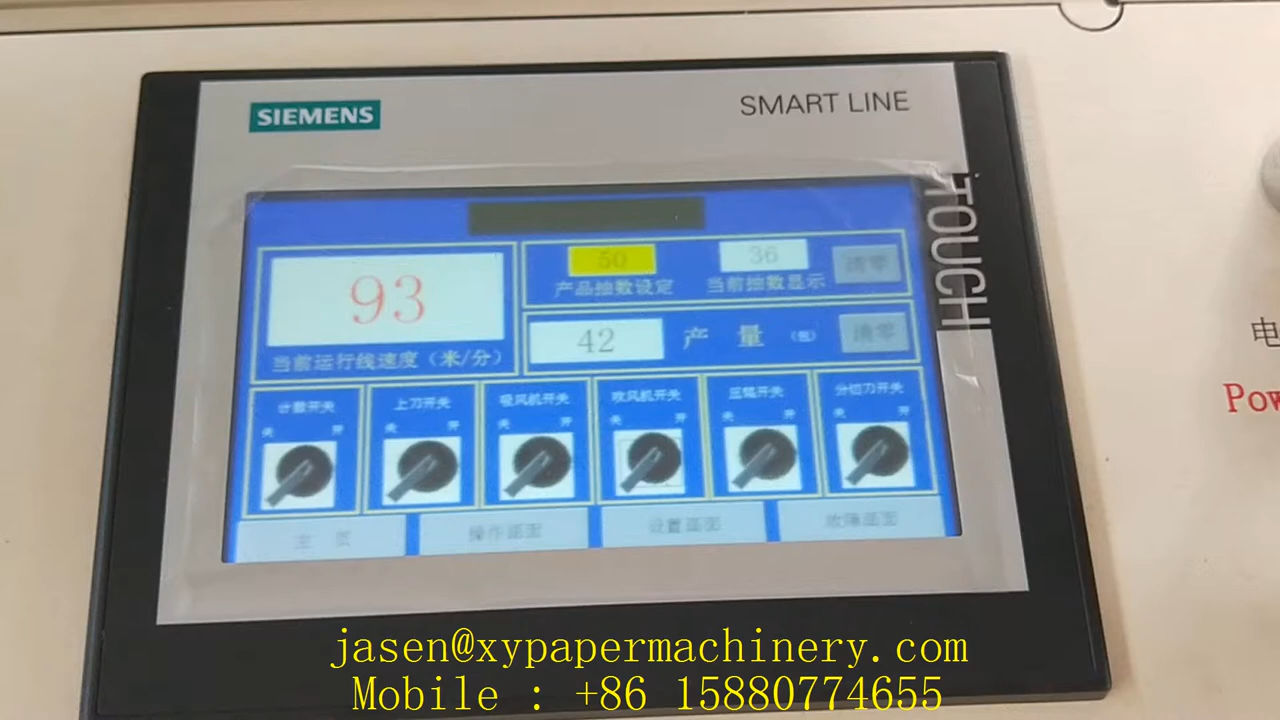 SIEMENS
SMART LINE
TOUCH
50
36
清零
产品抽数设定
当前抽数显示
93
42
产 量 (包)
清零
当前运行线速度（米/分）
计数开关
上刀开关
吸风机开关
吹风机开关
压辊开关
分切刀开关
关 开
关 开
关 开
关 开
关 开
关 开
主 页
操作画面
设置画面
故障画面
电
Pow
jasen@xypapermachinery.com
Mobile : +86 15880774655